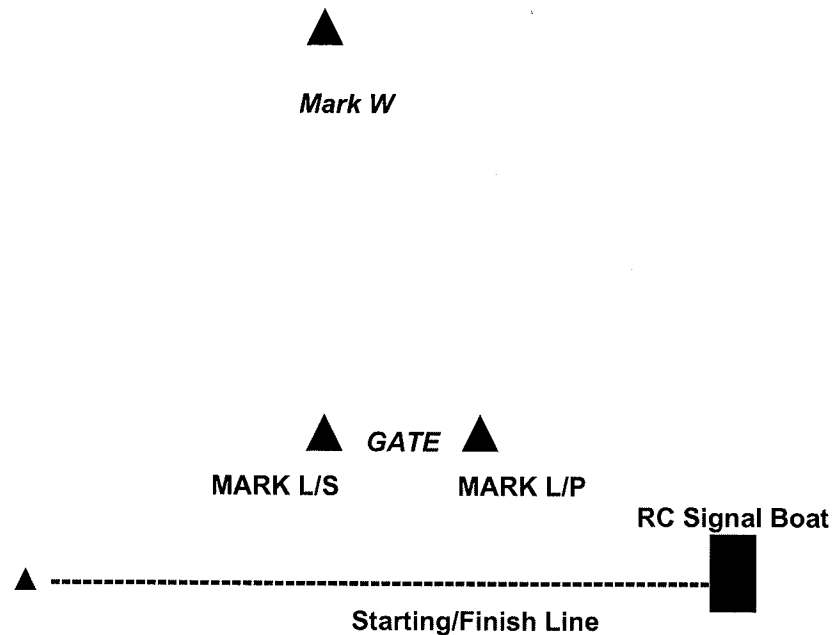 Mark W
GATE
MARK L/S
MARK L/P
RC Signal Boat
Starting/Finish Line